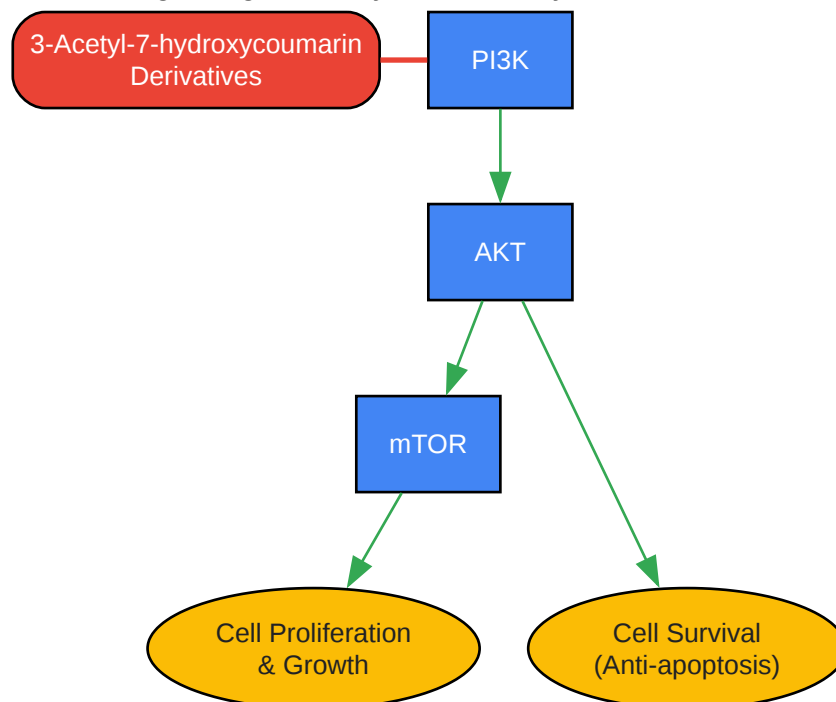 3-Acetyl-7-hydroxycoumarin
Derivatives
PI3K
AKT
mTOR
Cell Proliferation
& Growth
Cell Survival
(Anti-apoptosis)